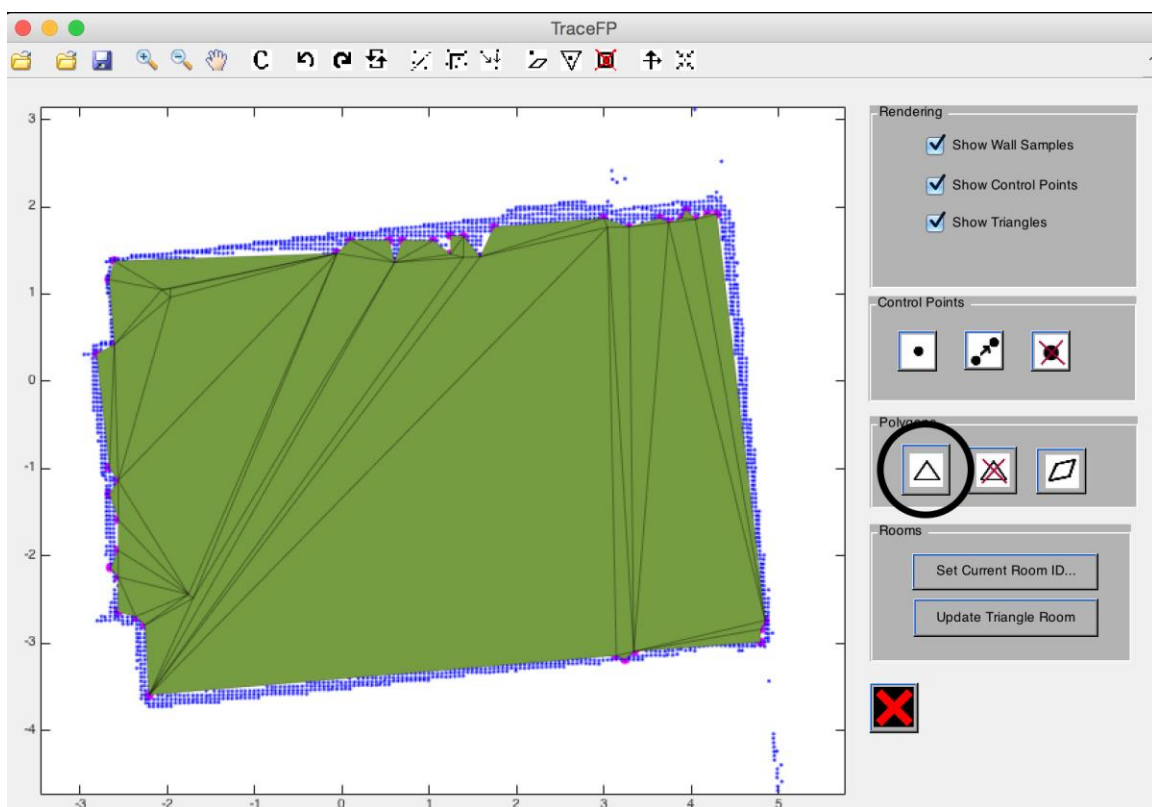 TraceFP
C
Rendering
Show Wall Samples
Show Control Points
Show Triangles
Control Points
Polygons
Rooms
Set Current Room ID...
Update Triangle Room
3
2
1
0
-1
-2
-3
-4
-3
-2
-1
0
1
2
3
4
5